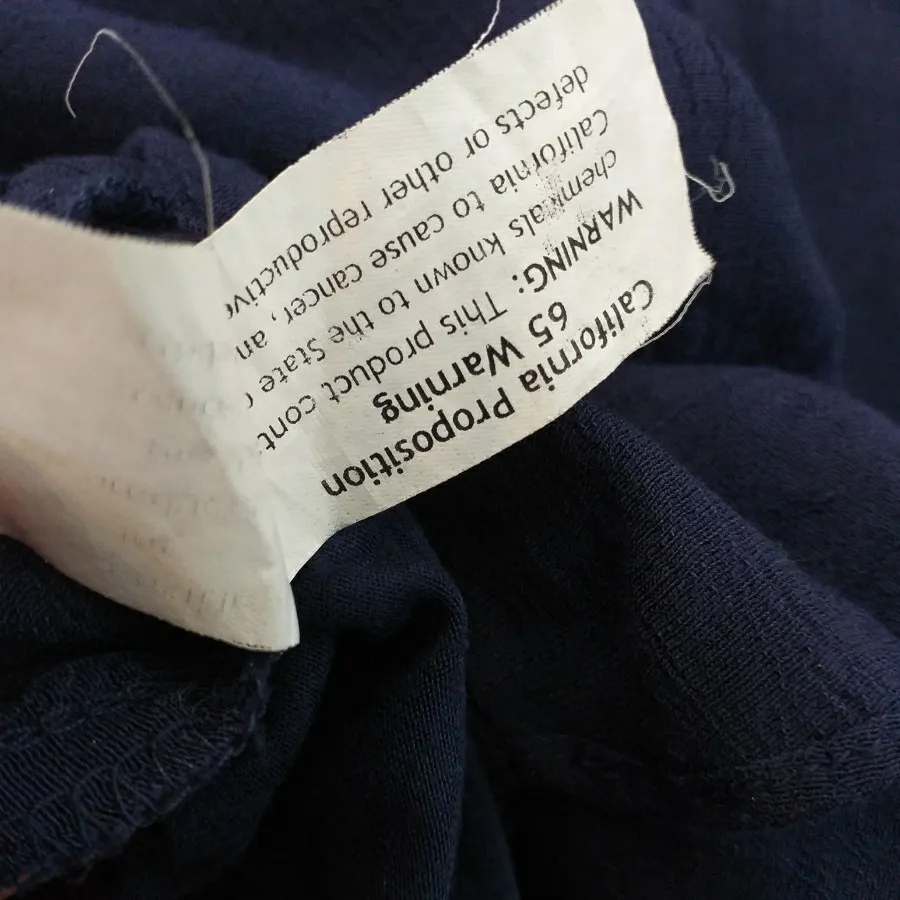 California Proposition
65 Warning
WARNING: This product cont
chemicals known to the State
California to cause cancer, an
defects or other reproductive